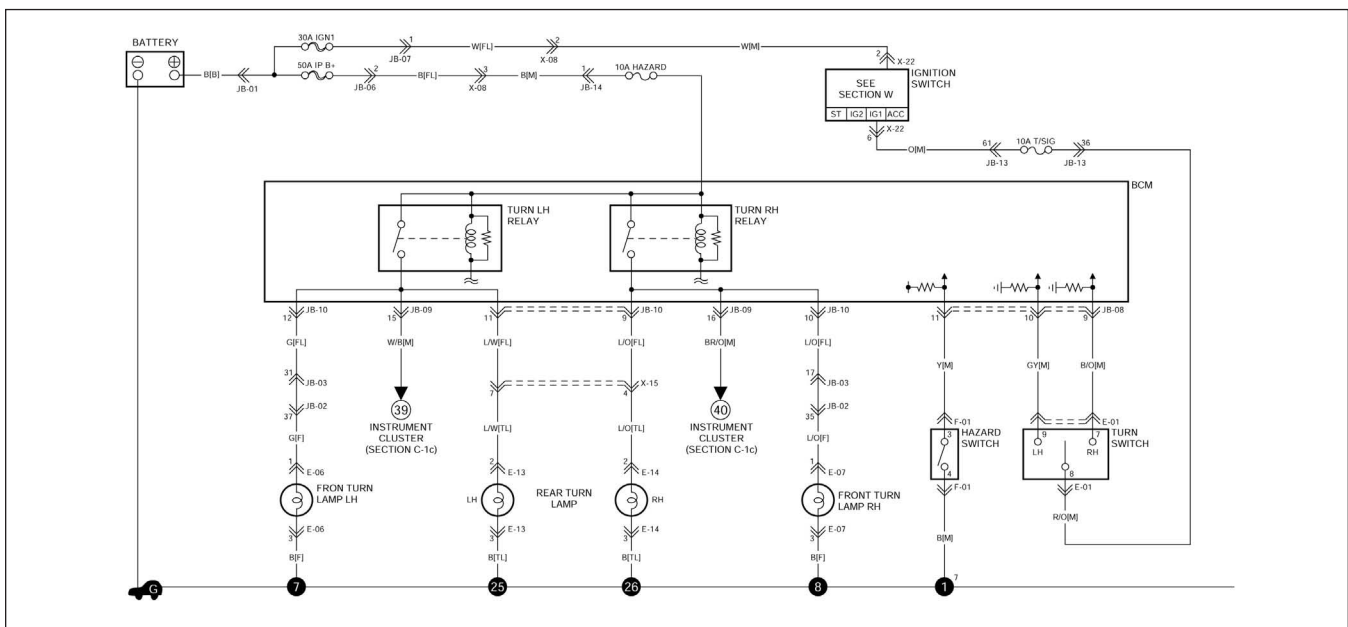 BATTERY
30A IGN1
1
JB-07
W[FL]
2
X-08
W[M]
2
X-22
IGNITION
SWITCH
B[B]
JB-01
50A IP B+
2
JB-06
B[FL]
3
X-08
B[M]
1
JB-14
10A HAZARD
SEE
SECTION W
ST IG2 IG1 ACC
6
X-22
O[M]
61
JB-13
10A T/SIG
36
JB-13
BCM
TURN LH
RELAY
TURN RH
RELAY
12
JB-10
15
JB-09
11
9
JB-10
16
JB-09
10
JB-10
11
10
9
JB-08
G[FL]
W/B[M]
L/W[FL]
L/O[FL]
BR/O[M]
L/O[FL]
Y[M]
GY[M]
B/O[M]
31
JB-03
7
4
X-15
17
JB-03
37
JB-02
35
JB-02
39
INSTRUMENT
CLUSTER
(SECTION C-1c)
40
INSTRUMENT
CLUSTER
(SECTION C-1c)
F-01
E-01
G[F]
L/W[TL]
L/O[TL]
L/O[F]
3
HAZARD
SWITCH
4
9
LH
7
RH
8
TURN
SWITCH
1
E-06
2
E-13
2
E-14
1
E-07
F-01
E-01
FRON TURN
LAMP LH
LH
REAR TURN
LAMP
RH
FRONT TURN
LAMP RH
R/O[M]
3
E-06
3
E-13
3
E-14
3
E-07
B[F]
B[TL]
B[TL]
B[F]
B[M]
G
7
25
26
8
1
7